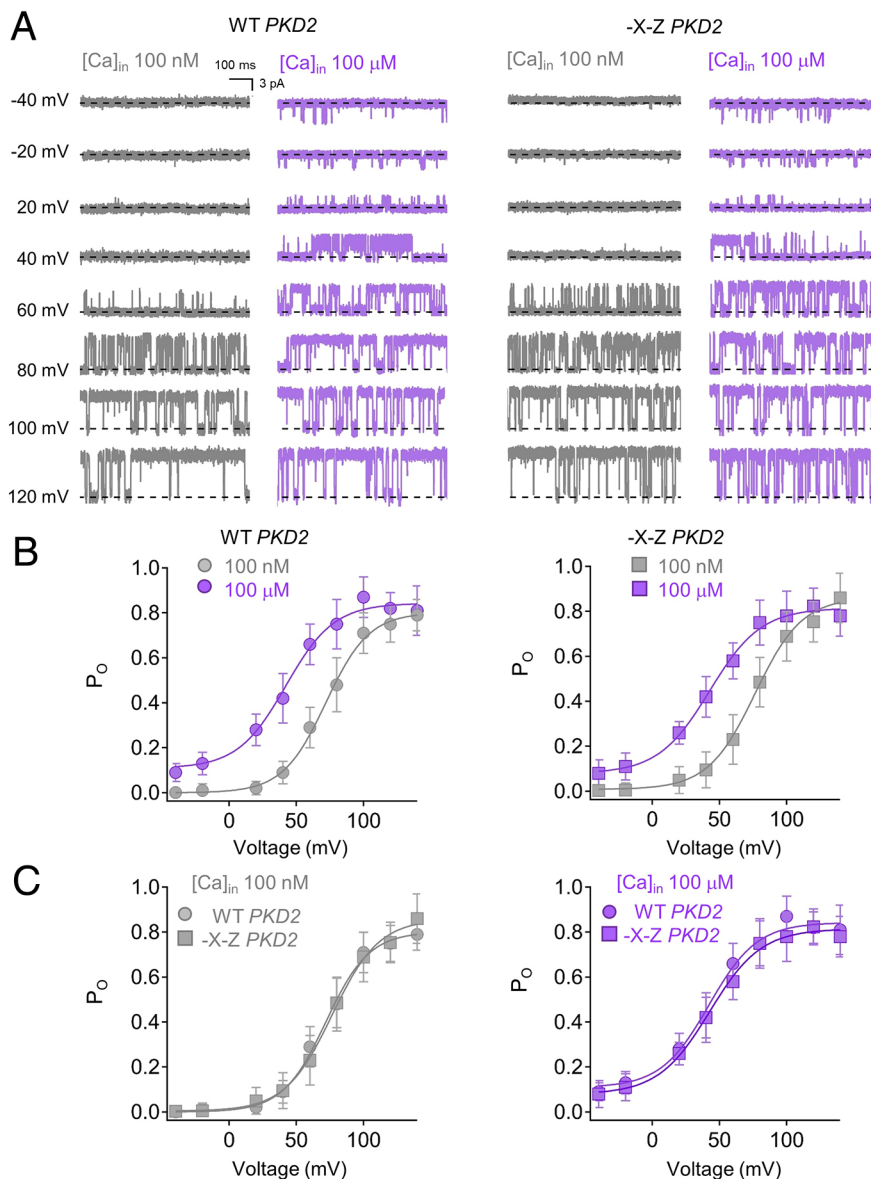 A
WT PKD2
-X-Z PKD2
[Ca]in 100 nM
100 ms
3 pA
[Ca]in 100 μM
[Ca]in 100 nM
[Ca]in 100 μM
-40 mV
-20 mV
20 mV
40 mV
60 mV
80 mV
100 mV
120 mV
B
WT PKD2
-X-Z PKD2
100 nM
100 μM
1.0
0.8
0.6
0.4
0.2
0.0
PO
0 50 100
Voltage (mV)
100 nM
100 μM
1.0
0.8
0.6
0.4
0.2
0.0
PO
0 50 100
Voltage (mV)
C
[Ca]in 100 nM
WT PKD2
-X-Z PKD2
1.0
0.8
0.6
0.4
0.2
0.0
PO
0 50 100
Voltage (mV)
[Ca]in 100 μM
WT PKD2
-X-Z PKD2
1.0
0.8
0.6
0.4
0.2
0.0
PO
0 100
Voltage (mV)